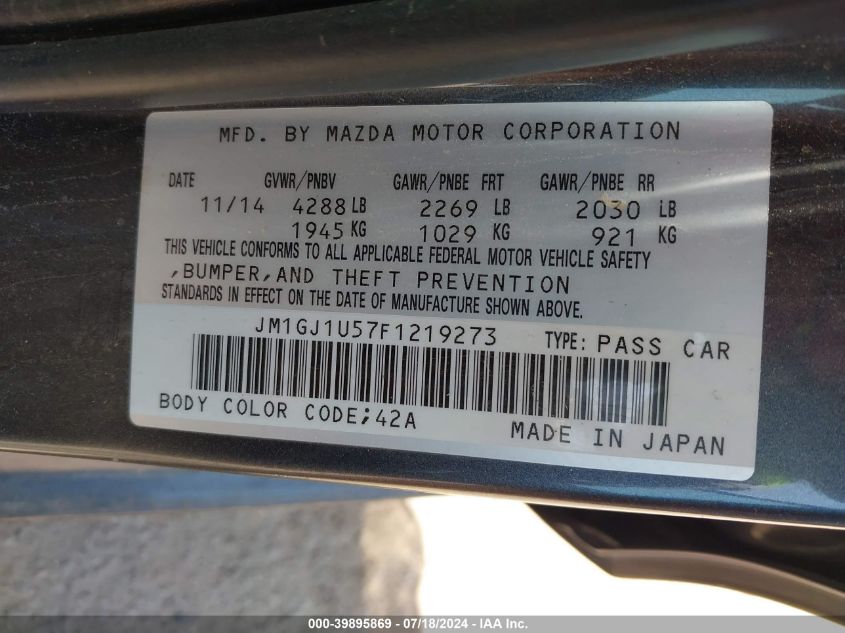 MFD. BY MAZDA MOTOR CORPORATION
DATE GVWR/PNBV GAWR/PNBE FRT GAWR/PNBE RR
11/14 4288 LB 2269 LB 2030 LB
1945 KG 1029 KG 921 KG
THIS VEHICLE CONFORMS TO ALL APPLICABLE FEDERAL MOTOR VEHICLE SAFETY
,BUMPER,AND THEFT PREVENTION
STANDARDS IN EFFECT ON THE DATE OF MANUFACTURE SHOWN ABOVE.
JM1GJ1U57F1219273 TYPE: PASS CAR
BODY COLOR CODE;42A
MADE IN JAPAN
000-39895869 - 07/18/2024 - IAA Inc.